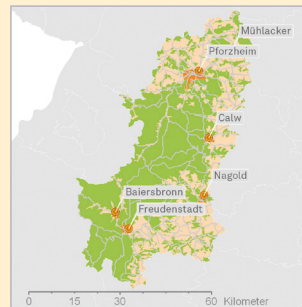 Mühlacker
Pforzheim
Calw
Nagold
Baiersbronn
Freudenstadt
0 15 30 60 Kilometer